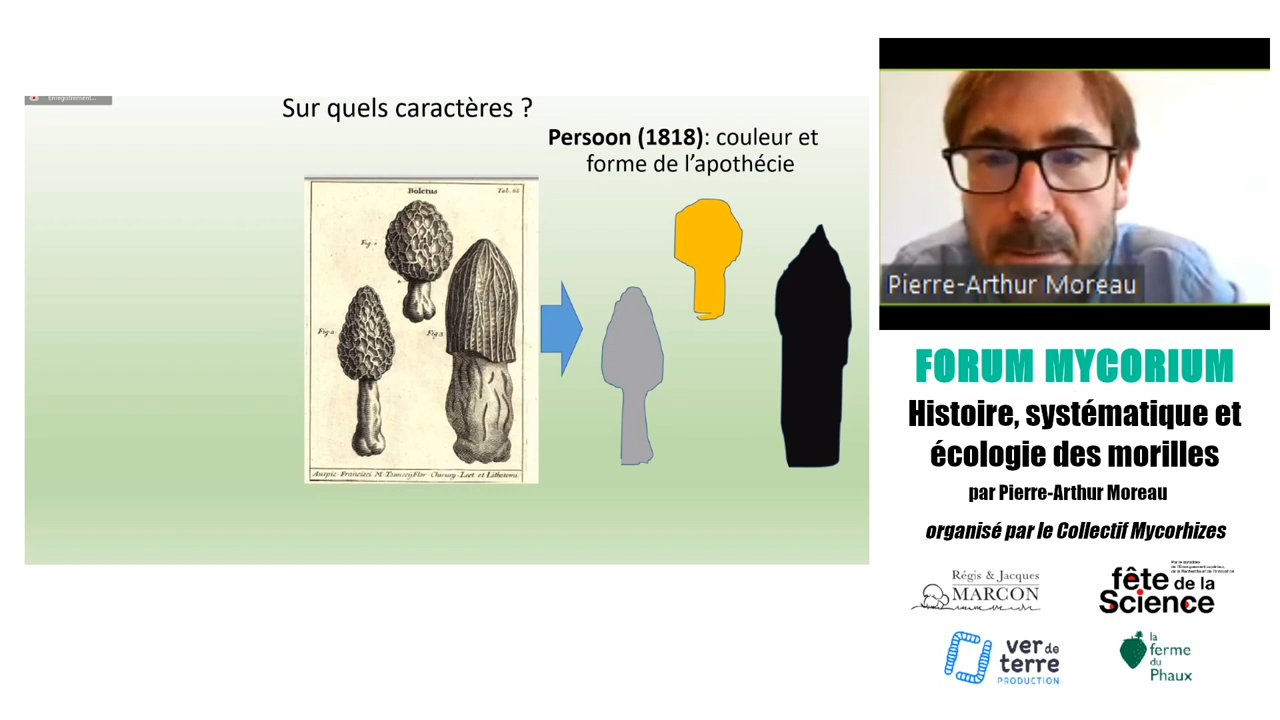 Enregistrement...
Sur quels caractères ?
Persoon (1818): couleur et
forme de l'apothécie
Boletus
Fig. 1
Fig. 2
Fig. 3
Pierre-Arthur Moreau
FORUM MYCORIUM
Histoire, systématique et
écologie des morilles
par Pierre-Arthur Moreau
organisé par le Collectif Mycorhizes
Régis & Jacques
MARCON
fête de la
Science
ver de
terre
PRODUCTION
la
ferme
du
Phaux